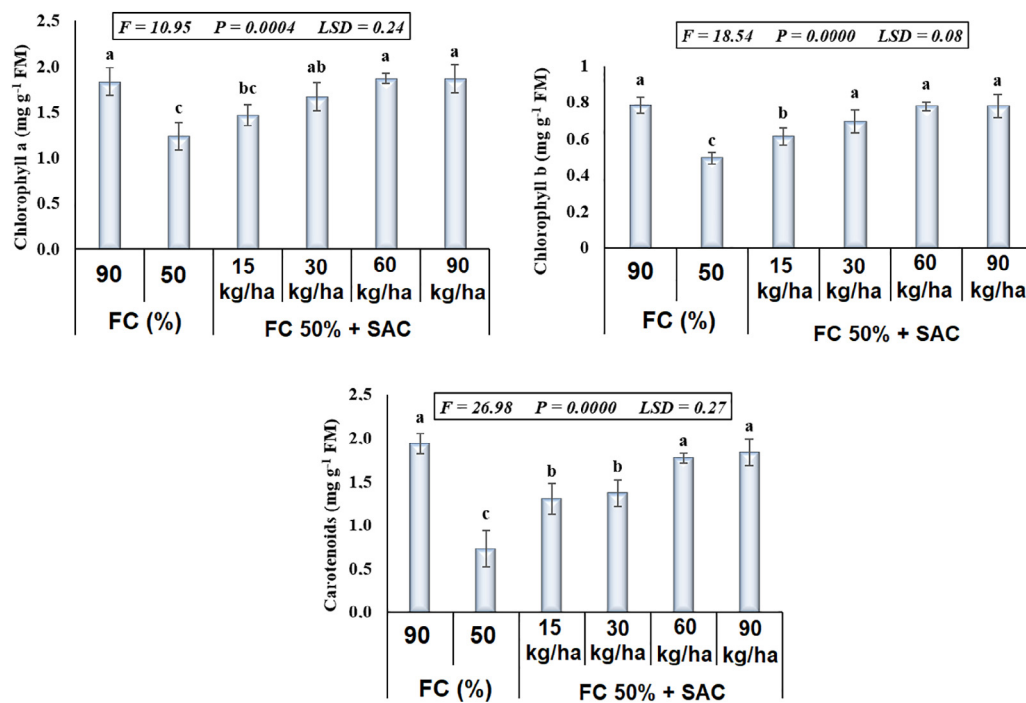 F = 10.95 P = 0.0004 LSD = 0.24
Chlorophyll a (mg g⁻¹ FM)
2.5
2.0
1.5
1.0
0.5
0.0
a
c
bc
ab
a
a
90 50 15 30 60 90
kg/ha kg/ha kg/ha kg/ha
FC (%) FC 50% + SAC
F = 18.54 P = 0.0000 LSD = 0.08
Chlorophyll b (mg g⁻¹ FM)
1
0.8
0.6
0.4
0.2
0
a
c
b
a
a
a
90 50 15 30 60 90
kg/ha kg/ha kg/ha kg/ha
FC (%) FC 50% + SAC
F = 26.98 P = 0.0000 LSD = 0.27
Carotenoids (mg g⁻¹ FM)
2.5
2.0
1.5
1.0
0.5
0.0
a
c
b
b
a
a
90 50 15 30 60 90
kg/ha kg/ha kg/ha kg/ha
FC (%) FC 50% + SAC